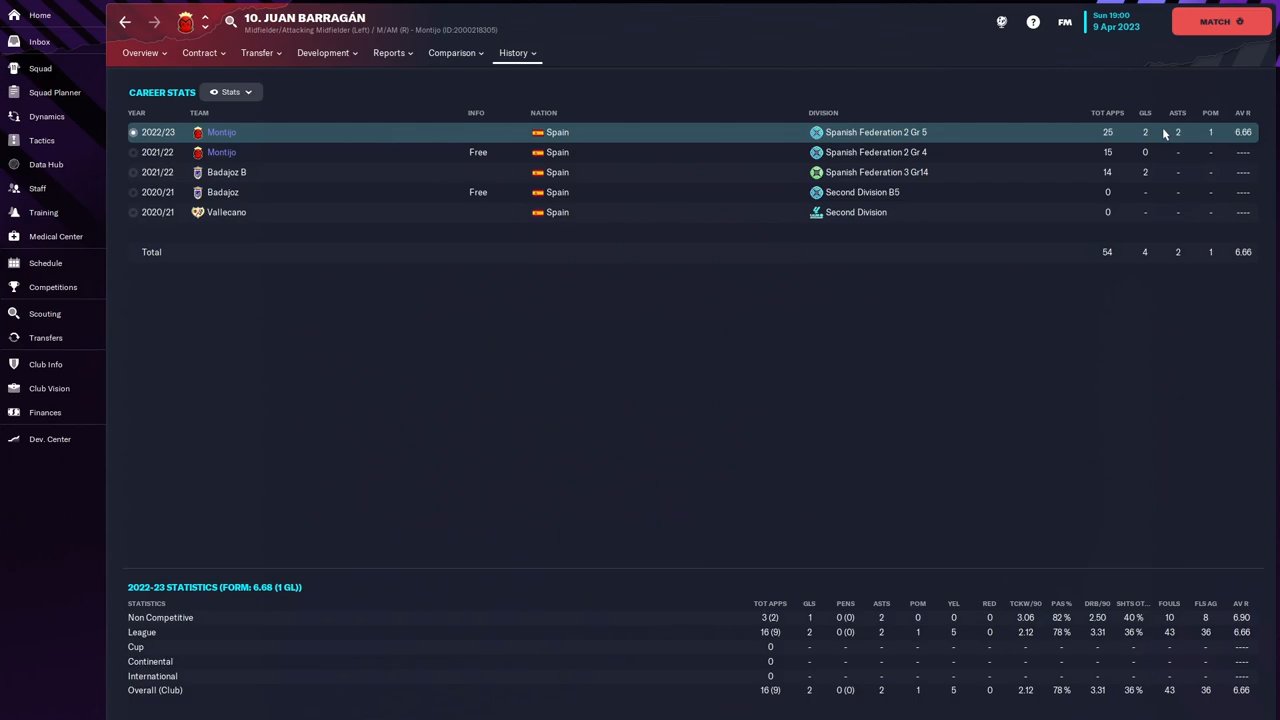 Home
Inbox
Squad
Squad Planner
Dynamics
Tactics
Data Hub
Staff
Training
Medical Center
Schedule
Competitions
Scouting
Transfers
Club Info
Club Vision
Finances
Dev. Center
10. JUAN BARRAGÁN
Midfielder/Attacking Midfielder (Left) / M/AM (R) - Montijo (ID:2000218305)
FM
Sun 19:00
9 Apr 2023
MATCH
Overview Contract Transfer Development Reports Comparison History
CAREER STATS Stats
YEAR TEAM INFO NATION DIVISION TOT APPS GLS ASTS POM AV R
2022/23 Montijo Spain Spanish Federation 2 Gr 5 25 2 2 1 6.66
2021/22 Montijo Free Spain Spanish Federation 2 Gr 4 15 0 - - ----
2021/22 Badajoz B Spain Spanish Federation 3 Gr14 14 2 - - ----
2020/21 Badajoz Free Spain Second Division B5 0 - - - ----
2020/21 Vallecano Spain Second Division 0 - - - ----
Total 54 4 2 1 6.66
2022-23 STATISTICS (FORM: 6.68 (1 GL))
STATISTICS TOT APPS GLS PENS ASTS POM YEL RED TCKW/90 PAS % DRB/90 SHTS OT... FOULS FLS AG AV R
Non Competitive 3 (2) 1 0 (0) 2 0 0 0 3.06 82 % 2.50 40 % 10 8 6.90
League 16 (9) 2 0 (0) 2 1 5 0 2.12 78 % 3.31 36 % 43 36 6.66
Cup 0 - - - - - - - - - - - - ----
Continental 0 - - - - - - - - - - - - ----
International 0 - - - - - - - - - - - - ----
Overall (Club) 16 (9) 2 0 (0) 2 1 5 0 2.12 78 % 3.31 36 % 43 36 6.66